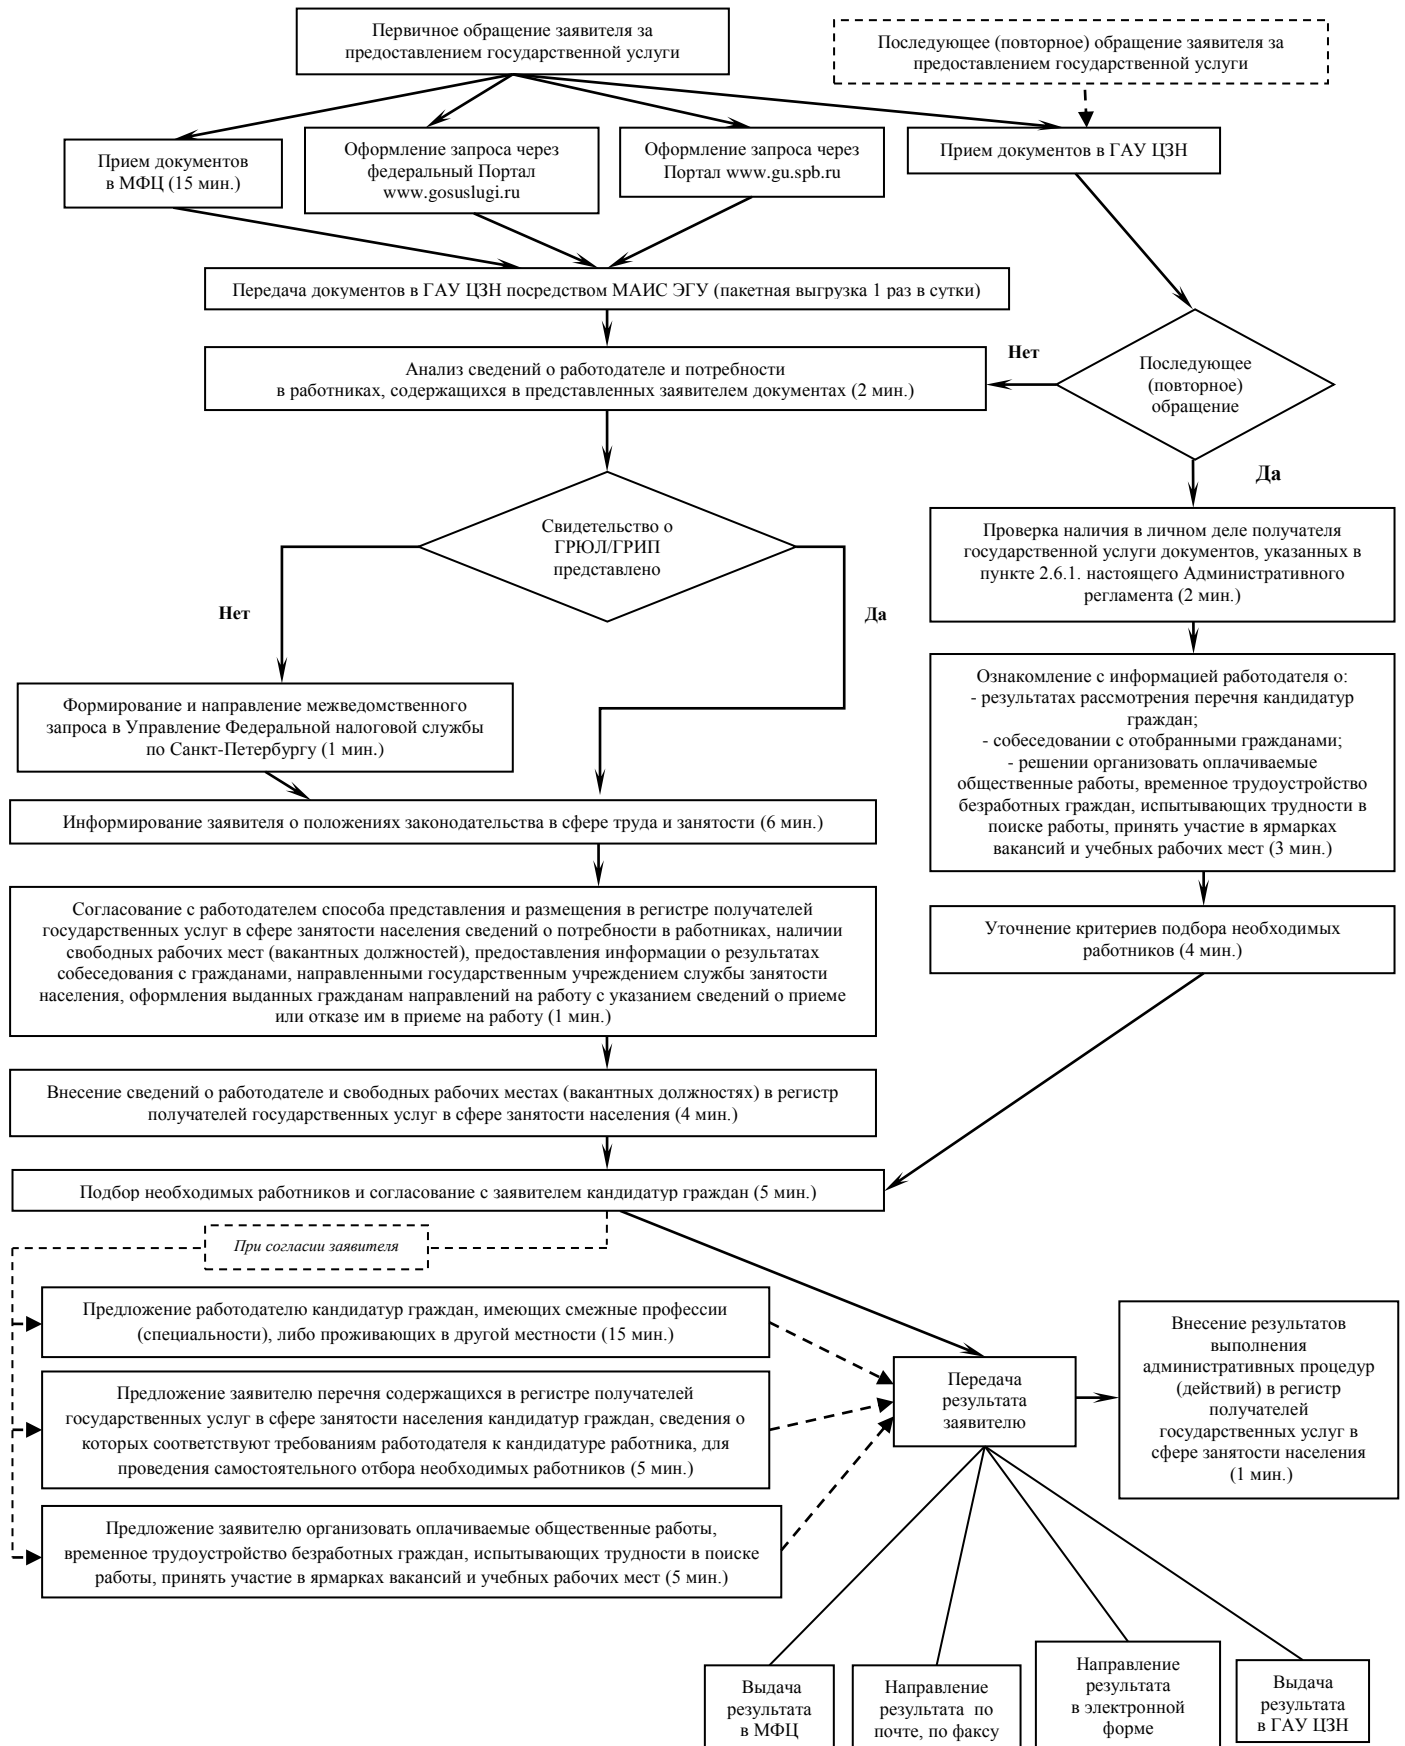 Первичное обращение заявителя за
предоставлением государственной услуги
Последующее (повторное) обращение заявителя за
предоставлением государственной услуги
Прием документов
в МФЦ (15 мин.)
Оформление запроса через
федеральный Портал
www.gosuslugi.ru
Оформление запроса через
Портал www.gu.spb.ru
Прием документов в ГАУ ЦЗН
Передача документов в ГАУ ЦЗН посредством МАИС ЭГУ (пакетная выгрузка 1 раз в сутки)
Анализ сведений о работодателе и потребности
в работниках, содержащихся в представленных заявителем документах (2 мин.)
Нет
Последующее
(повторное)
обращение
Да
Свидетельство о
ГРЮЛ/ГРИП
представлено
Нет
Да
Проверка наличия в личном деле получателя
государственной услуги документов, указанных в
пункте 2.6.1. настоящего Административного
регламента (2 мин.)
Формирование и направление межведомственного
запроса в Управление Федеральной налоговой службы
по Санкт-Петербургу (1 мин.)
Ознакомление с информацией работодателя о:
- результатах рассмотрения перечня кандидатур
граждан;
- собеседовании с отобранными гражданами;
- решении организовать оплачиваемые
общественные работы, временное трудоустройство
безработных граждан, испытывающих трудности в
поиске работы, принять участие в ярмарках
вакансий и учебных рабочих мест (3 мин.)
Информирование заявителя о положениях законодательства в сфере труда и занятости (6 мин.)
Согласование с работодателем способа представления и размещения в регистре получателей
государственных услуг в сфере занятости населения сведений о потребности в работниках, наличии
свободных рабочих мест (вакантных должностей), предоставления информации о результатах
собеседования с гражданами, направленными государственным учреждением службы занятости
населения, оформления выданных гражданам направлений на работу с указанием сведений о приеме
или отказе им в приеме на работу (1 мин.)
Уточнение критериев подбора необходимых
работников (4 мин.)
Внесение сведений о работодателе и свободных рабочих местах (вакантных должностях) в регистр
получателей государственных услуг в сфере занятости населения (4 мин.)
Подбор необходимых работников и согласование с заявителем кандидатур граждан (5 мин.)
При согласии заявителя
Предложение работодателю кандидатур граждан, имеющих смежные профессии
(специальности), либо проживающих в другой местности (15 мин.)
Предложение заявителю перечня содержащихся в регистре получателей
государственных услуг в сфере занятости населения кандидатур граждан, сведения о
которых соответствуют требованиям работодателя к кандидатуре работника, для
проведения самостоятельного отбора необходимых работников (5 мин.)
Предложение заявителю организовать оплачиваемые общественные работы,
временное трудоустройство безработных граждан, испытывающих трудности в поиске
работы, принять участие в ярмарках вакансий и учебных рабочих мест (5 мин.)
Передача
результата
заявителю
Внесение результатов
выполнения
административных процедур
(действий) в регистр
получателей
государственных услуг в
сфере занятости населения
(1 мин.)
Выдача
результата
в МФЦ
Направление
результата по
почте, по факсу
Направление
результата
в электронной
форме
Выдача
результата
в ГАУ ЦЗН